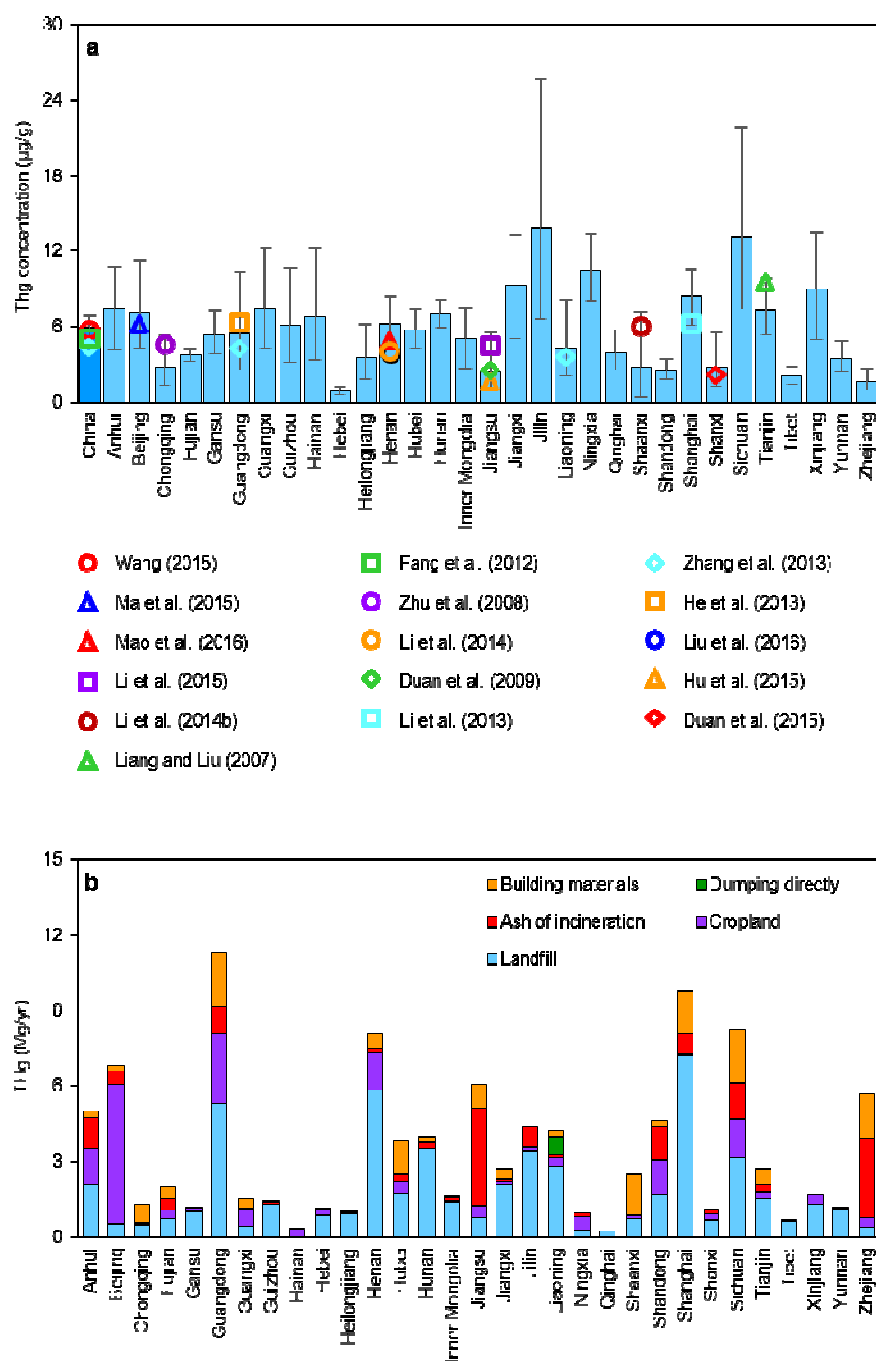 a
30
24
18
12
6
0
Thg concentration (µg/g)
China
Anhui
Beijing
Chongqing
Fujian
Gansu
Guangdong
Guangxi
Guizhou
Hainan
Hebei
Heilongjiang
Henan
Hubei
Hunan
Inner Mongolia
Jiangsu
Jiangxi
Jilin
Liaoning
Ningxia
Qinghai
Shaanxi
Shandong
Shanghai
Shanxi
Sichuan
Tianjin
Tibet
Xinjiang
Yunnan
Zhejiang
Wang (2015)
Fang et al. (2012)
Zhang et al. (2013)
Ma et al. (2015)
Zhu et al. (2008)
He et al. (2013)
Mao et al. (2016)
Li et al. (2014)
Liu et al. (2016)
Li et al. (2015)
Duan et al. (2009)
Hu et al. (2015)
Li et al. (2014b)
Li et al. (2013)
Duan et al. (2015)
Liang and Liu (2007)
b
15
12
9
6
3
0
THg (Mg/yr)
Building materials
Dumping directly
Ash of incineration
Cropland
Landfill
Anhui
Beijing
Chongqing
Fujian
Gansu
Guangdong
Guangxi
Guizhou
Hainan
Hebei
Heilongjiang
Henan
Hubei
Hunan
Inner Mongolia
Jiangsu
Jiangxi
Jilin
Liaoning
Ningxia
Qinghai
Shaanxi
Shandong
Shanghai
Shanxi
Sichuan
Tianjin
Tibet
Xinjiang
Yunnan
Zhejiang